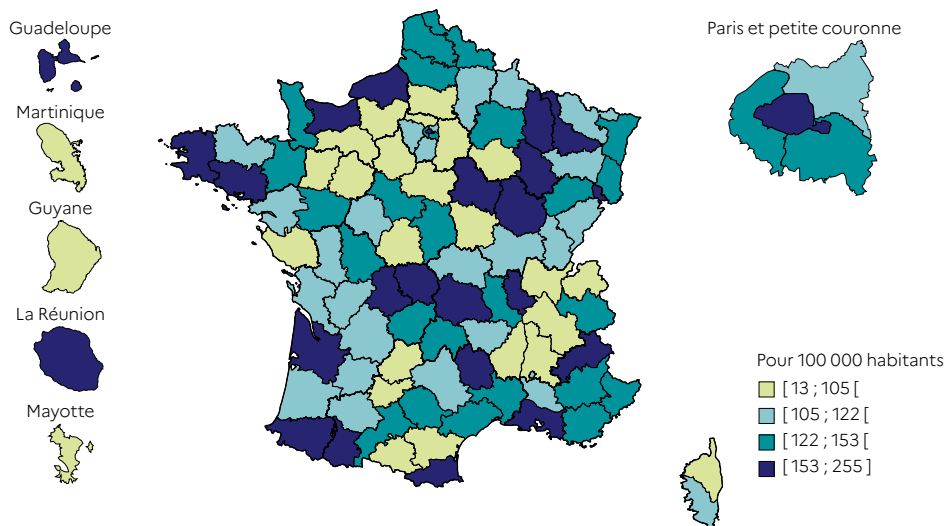 Guadeloupe
Martinique
Guyane
La Réunion
Mayotte
Paris et petite couronne
Pour 100 000 habitants
[ 13 ; 105 [
[ 105 ; 122 [
[ 122 ; 153 [
[ 153 ; 255 ]